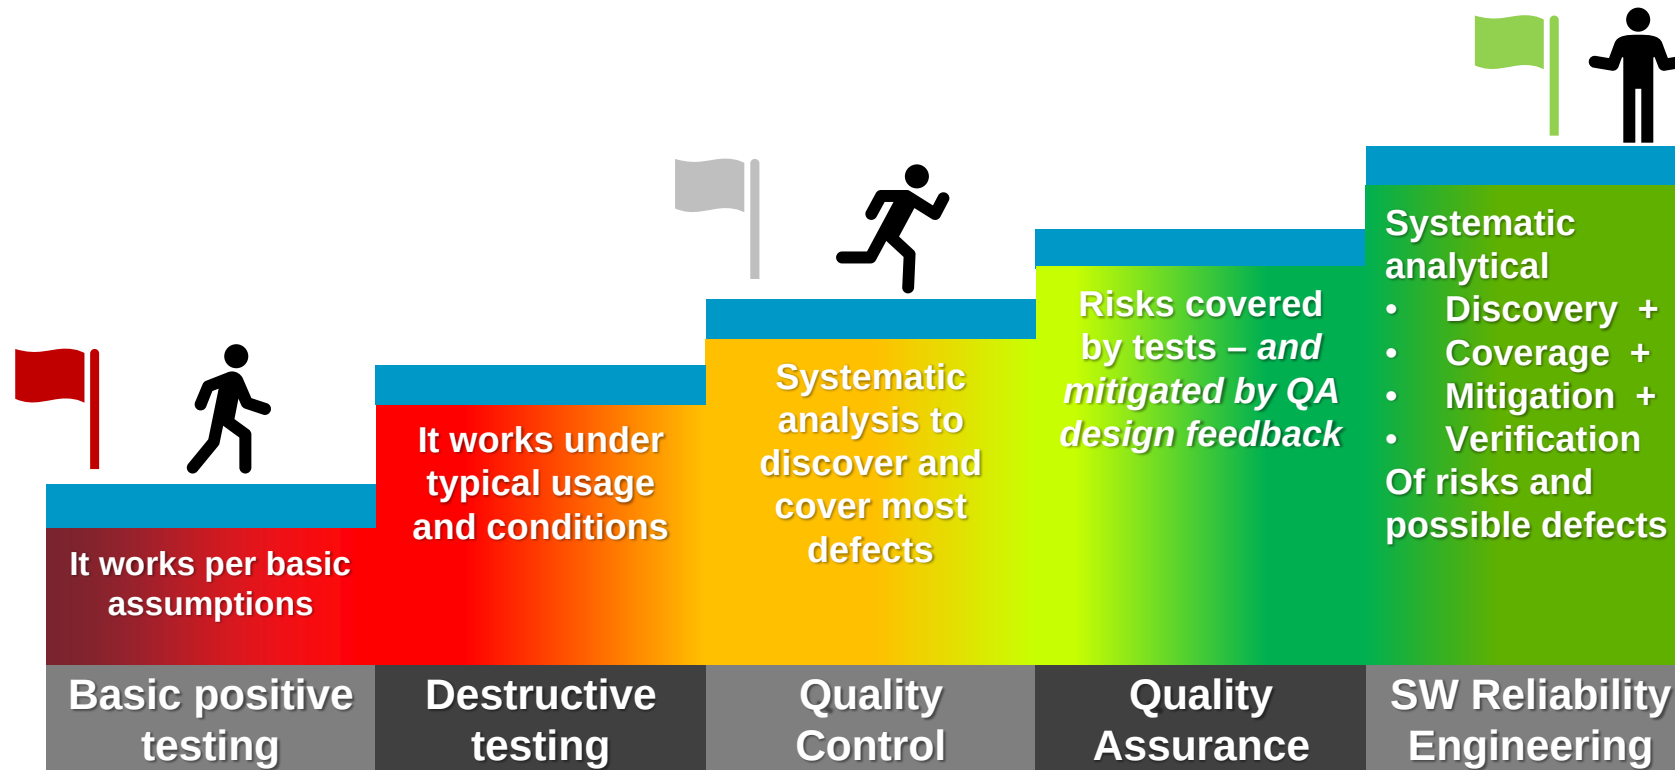 It works per basic
assumptions
It works under
typical usage
and conditions
Systematic
analysis to
discover and
cover most
defects
Risks covered
by tests – and
mitigated by QA
design feedback
Systematic
analytical
• Discovery +
• Coverage +
• Mitigation +
• Verification
Of risks and
possible defects
Basic positive
testing
Destructive
testing
Quality
Control
Quality
Assurance
SW Reliability
Engineering